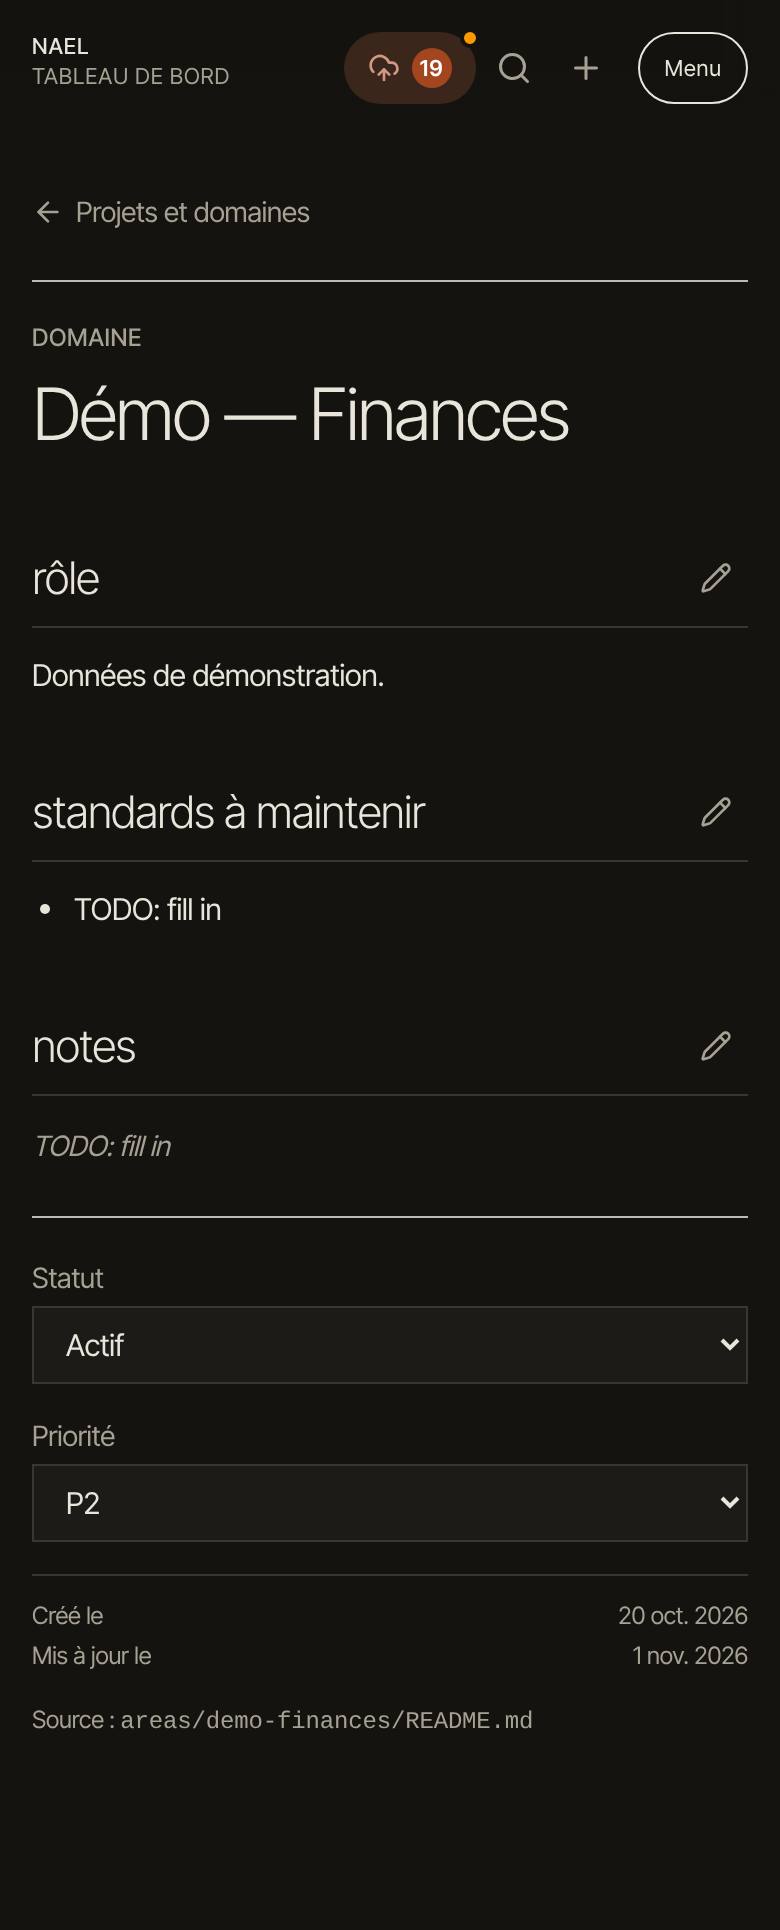 NAEL
TABLEAU DE BORD
19
Menu
Projets et domaines
DOMAINE
Démo — Finances
rôle
Données de démonstration.
standards à maintenir
• TODO: fill in
notes
TODO: fill in
Statut
Actif
Priorité
P2
Créé le 20 oct. 2026
Mis à jour le 1 nov. 2026
Source : areas/demo-finances/README.md